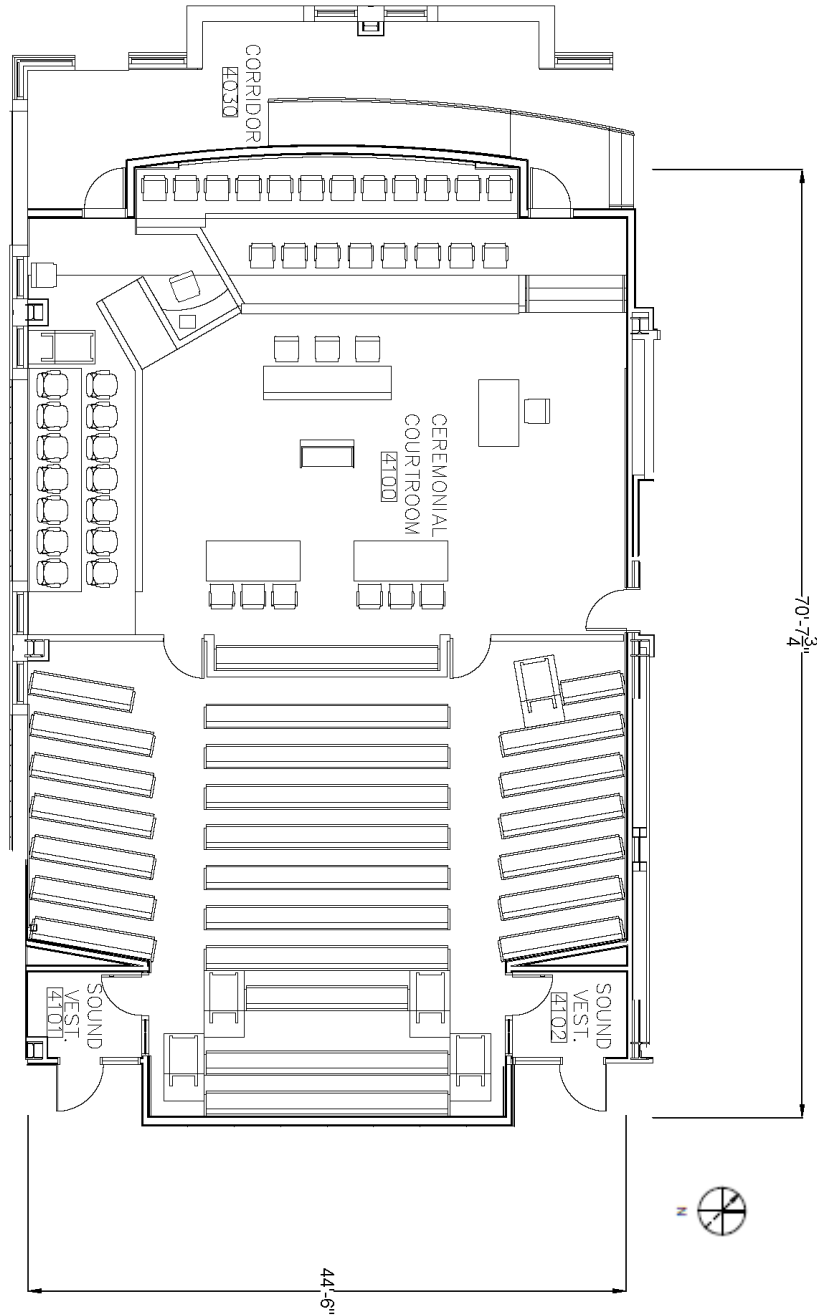 CORRIDOR
4030
CEREMONIAL
COURTROOM
4100
70'-7 3/4"
SOUND
VEST.
4102
SOUND
VEST.
4101
N
44'-6"